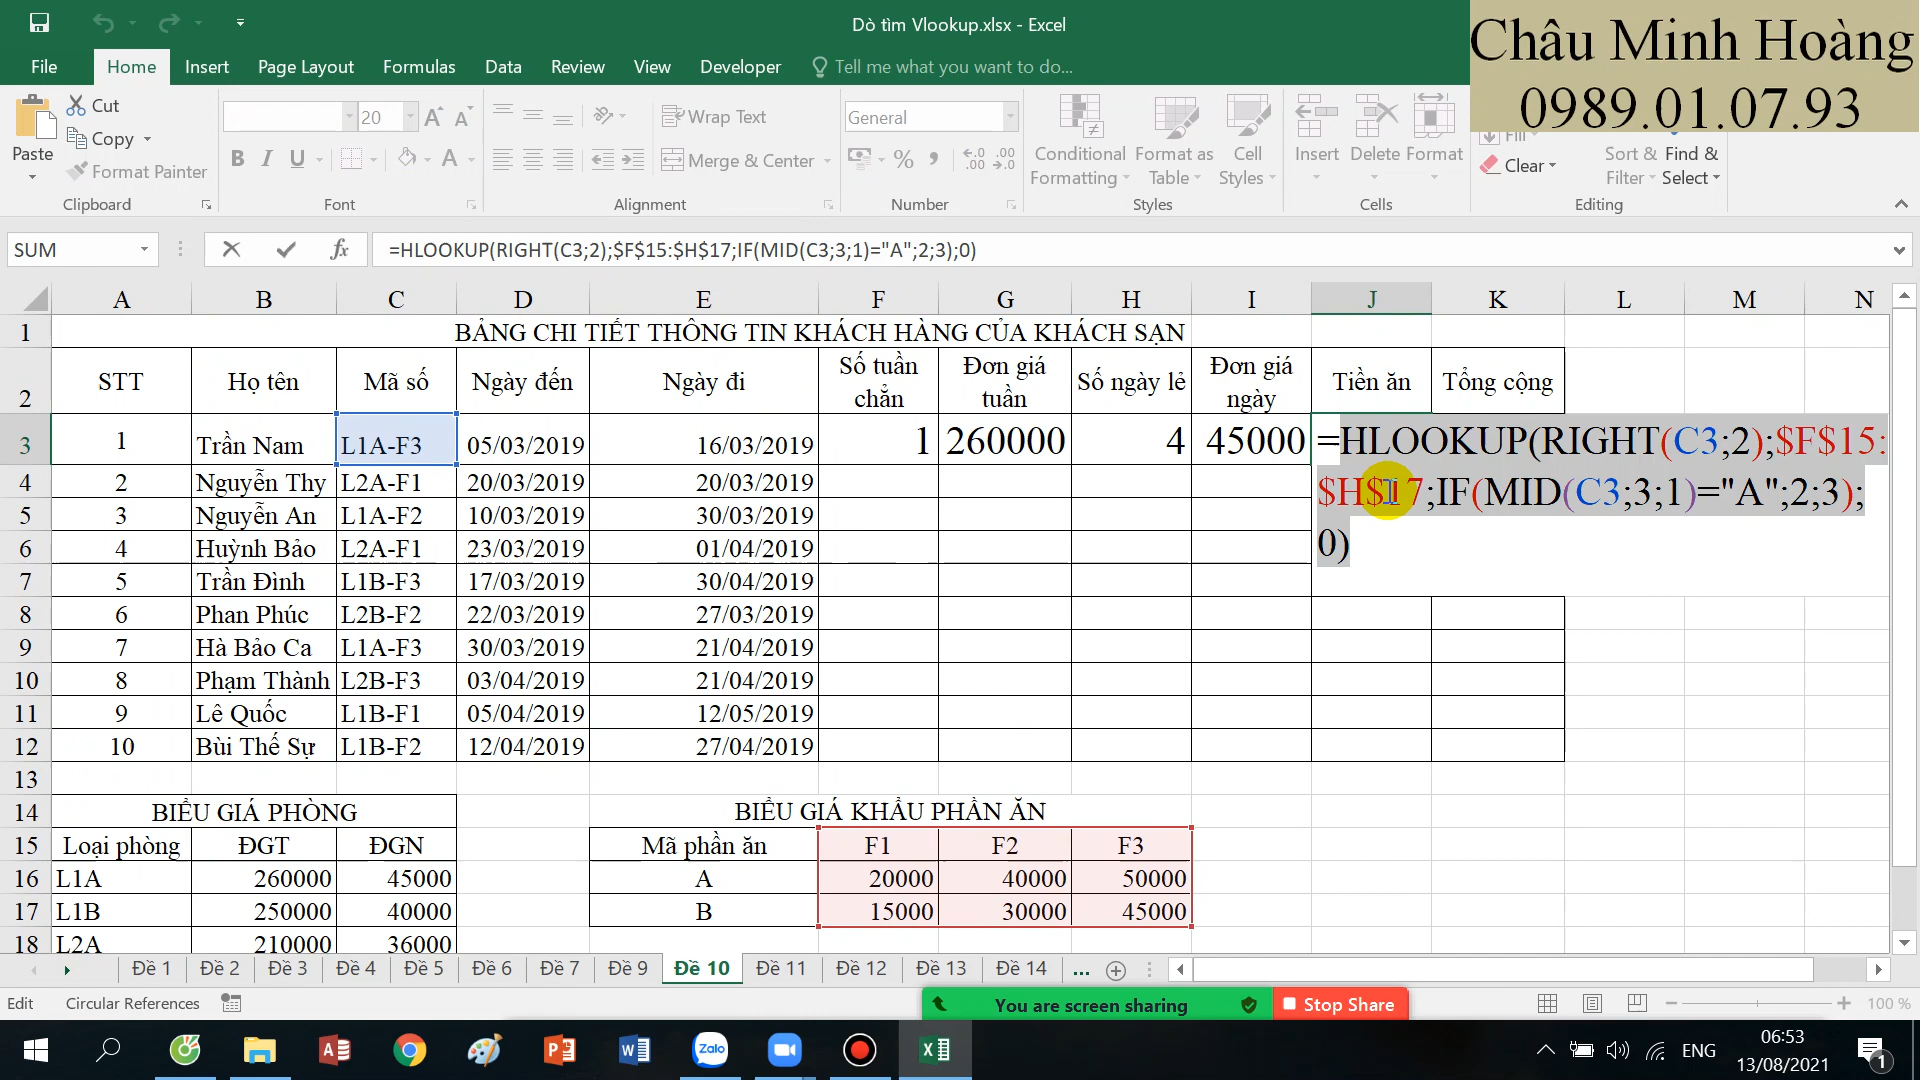 Dò tìm Vlookup.xlsx - Excel
Châu Minh Hoàng
0989.01.07.93
File Home Insert Page Layout Formulas Data Review View Developer Tell me what you want to do...
Paste Cut Copy Format Painter
20
Wrap Text
Merge & Center
General
Conditional Formatting Format as Table Cell Styles
Insert Delete Format
Clear
Sort & Filter Find & Select
Clipboard Font Alignment Number Styles Cells Editing
SUM =HLOOKUP(RIGHT(C3;2);$F$15:$H$17;IF(MID(C3;3;1)="A";2;3);0)
A B C D E F G H I J K L M N
1 BẢNG CHI TIẾT THÔNG TIN KHÁCH HÀNG CỦA KHÁCH SẠN
2 STT Họ tên Mã số Ngày đến Ngày đi Số tuần chẵn Đơn giá tuần Số ngày lẻ Đơn giá ngày Tiền ăn Tổng cộng
3 1 Trần Nam L1A-F3 05/03/2019 16/03/2019 1 260000 4 45000 =HLOOKUP(RIGHT(C3;2);$F$15:
$H$17;IF(MID(C3;3;1)="A";2;3);
0)
4 2 Nguyễn Thy L2A-F1 20/03/2019 20/03/2019
5 3 Nguyễn An L1A-F2 10/03/2019 30/03/2019
6 4 Huỳnh Bảo L2A-F1 23/03/2019 01/04/2019
7 5 Trần Đình L1B-F3 17/03/2019 30/04/2019
8 6 Phan Phúc L2B-F2 22/03/2019 27/03/2019
9 7 Hà Bảo Ca L1A-F3 30/03/2019 21/04/2019
10 8 Phạm Thành L2B-F3 03/04/2019 21/04/2019
11 9 Lê Quốc L1B-F1 05/04/2019 12/05/2019
12 10 Bùi Thế Sự L1B-F2 12/04/2019 27/04/2019
13
14 BIỂU GIÁ PHÒNG BIỂU GIÁ KHẨU PHẦN ĂN
15 Loại phòng ĐGT ĐGN Mã phần ăn F1 F2 F3
16 L1A 260000 45000 A 20000 40000 50000
17 L1B 250000 40000 B 15000 30000 45000
18 L2A 210000 36000
Đề 1 Đề 2 Đề 3 Đề 4 Đề 5 Đề 6 Đề 7 Đề 9 Đề 10 Đề 11 Đề 12 Đề 13 Đề 14 ...
Edit Circular References You are screen sharing Stop Share 100 %
Zalo
ENG
06:53
13/08/2021
1